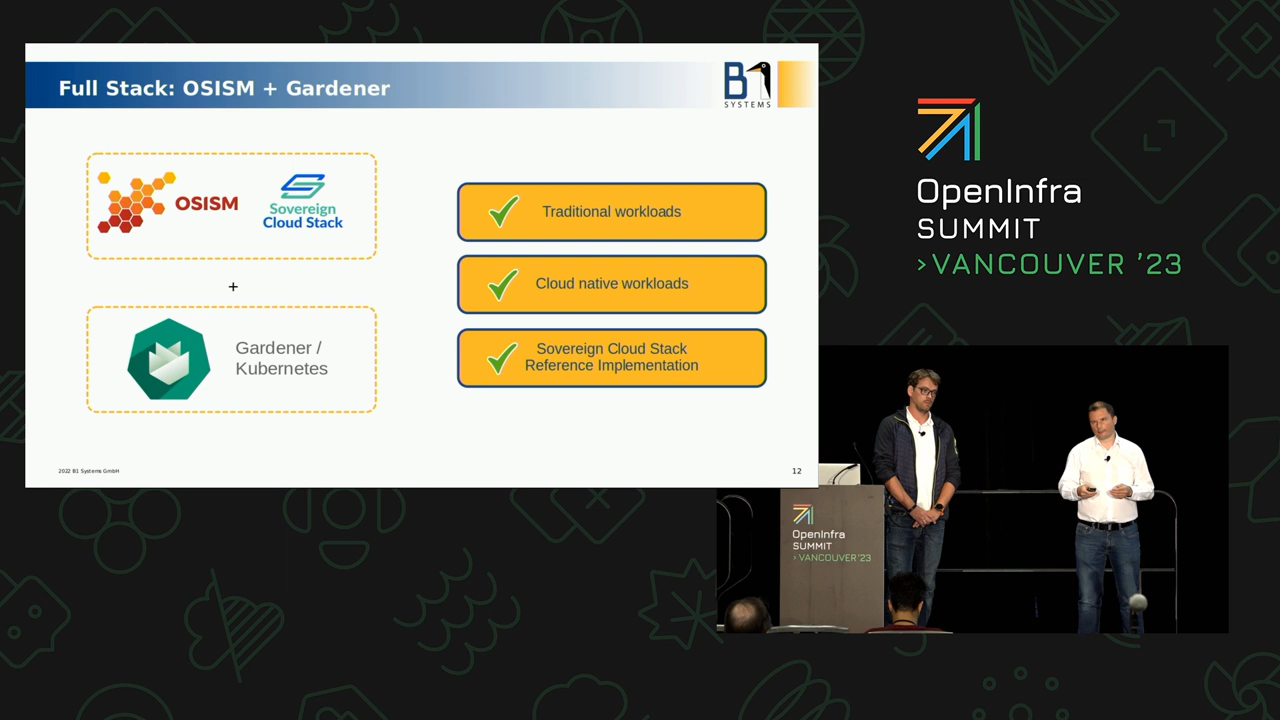 Full Stack: OSISM + Gardener
B1
SYSTEMS
OSISM
Sovereign
Cloud Stack
+
Gardener /
Kubernetes
Traditional workloads
Cloud native workloads
Sovereign Cloud Stack
Reference Implementation
2022 B1 Systems GmbH
12
OpenInfra
SUMMIT
>VANCOUVER ’23
OpenInfra
SUMMIT
>VANCOUVER ’23